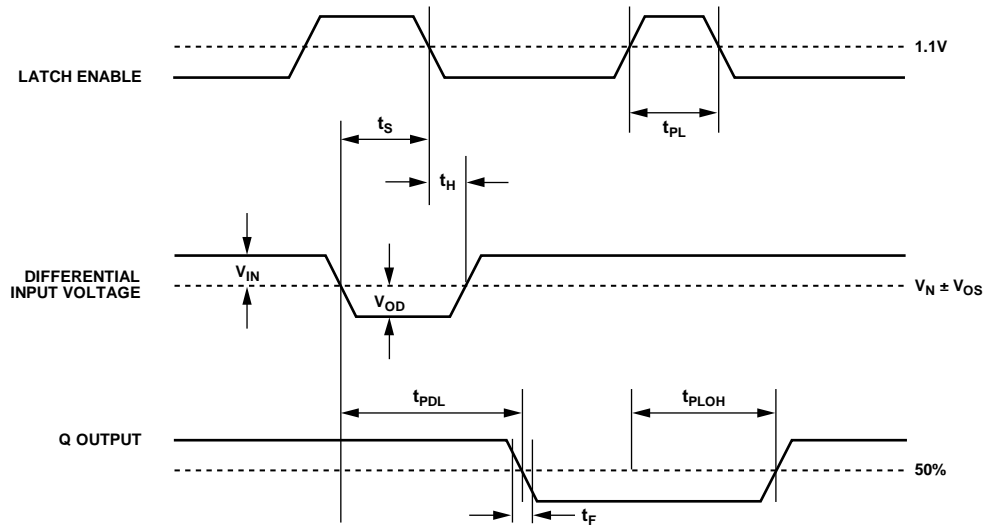 1.1V
LATCH ENABLE
tS
tPL
tH
VIN
DIFFERENTIAL
INPUT VOLTAGE
VOD
VN ± VOS
tPDL
tPLOH
Q OUTPUT
50%
tF